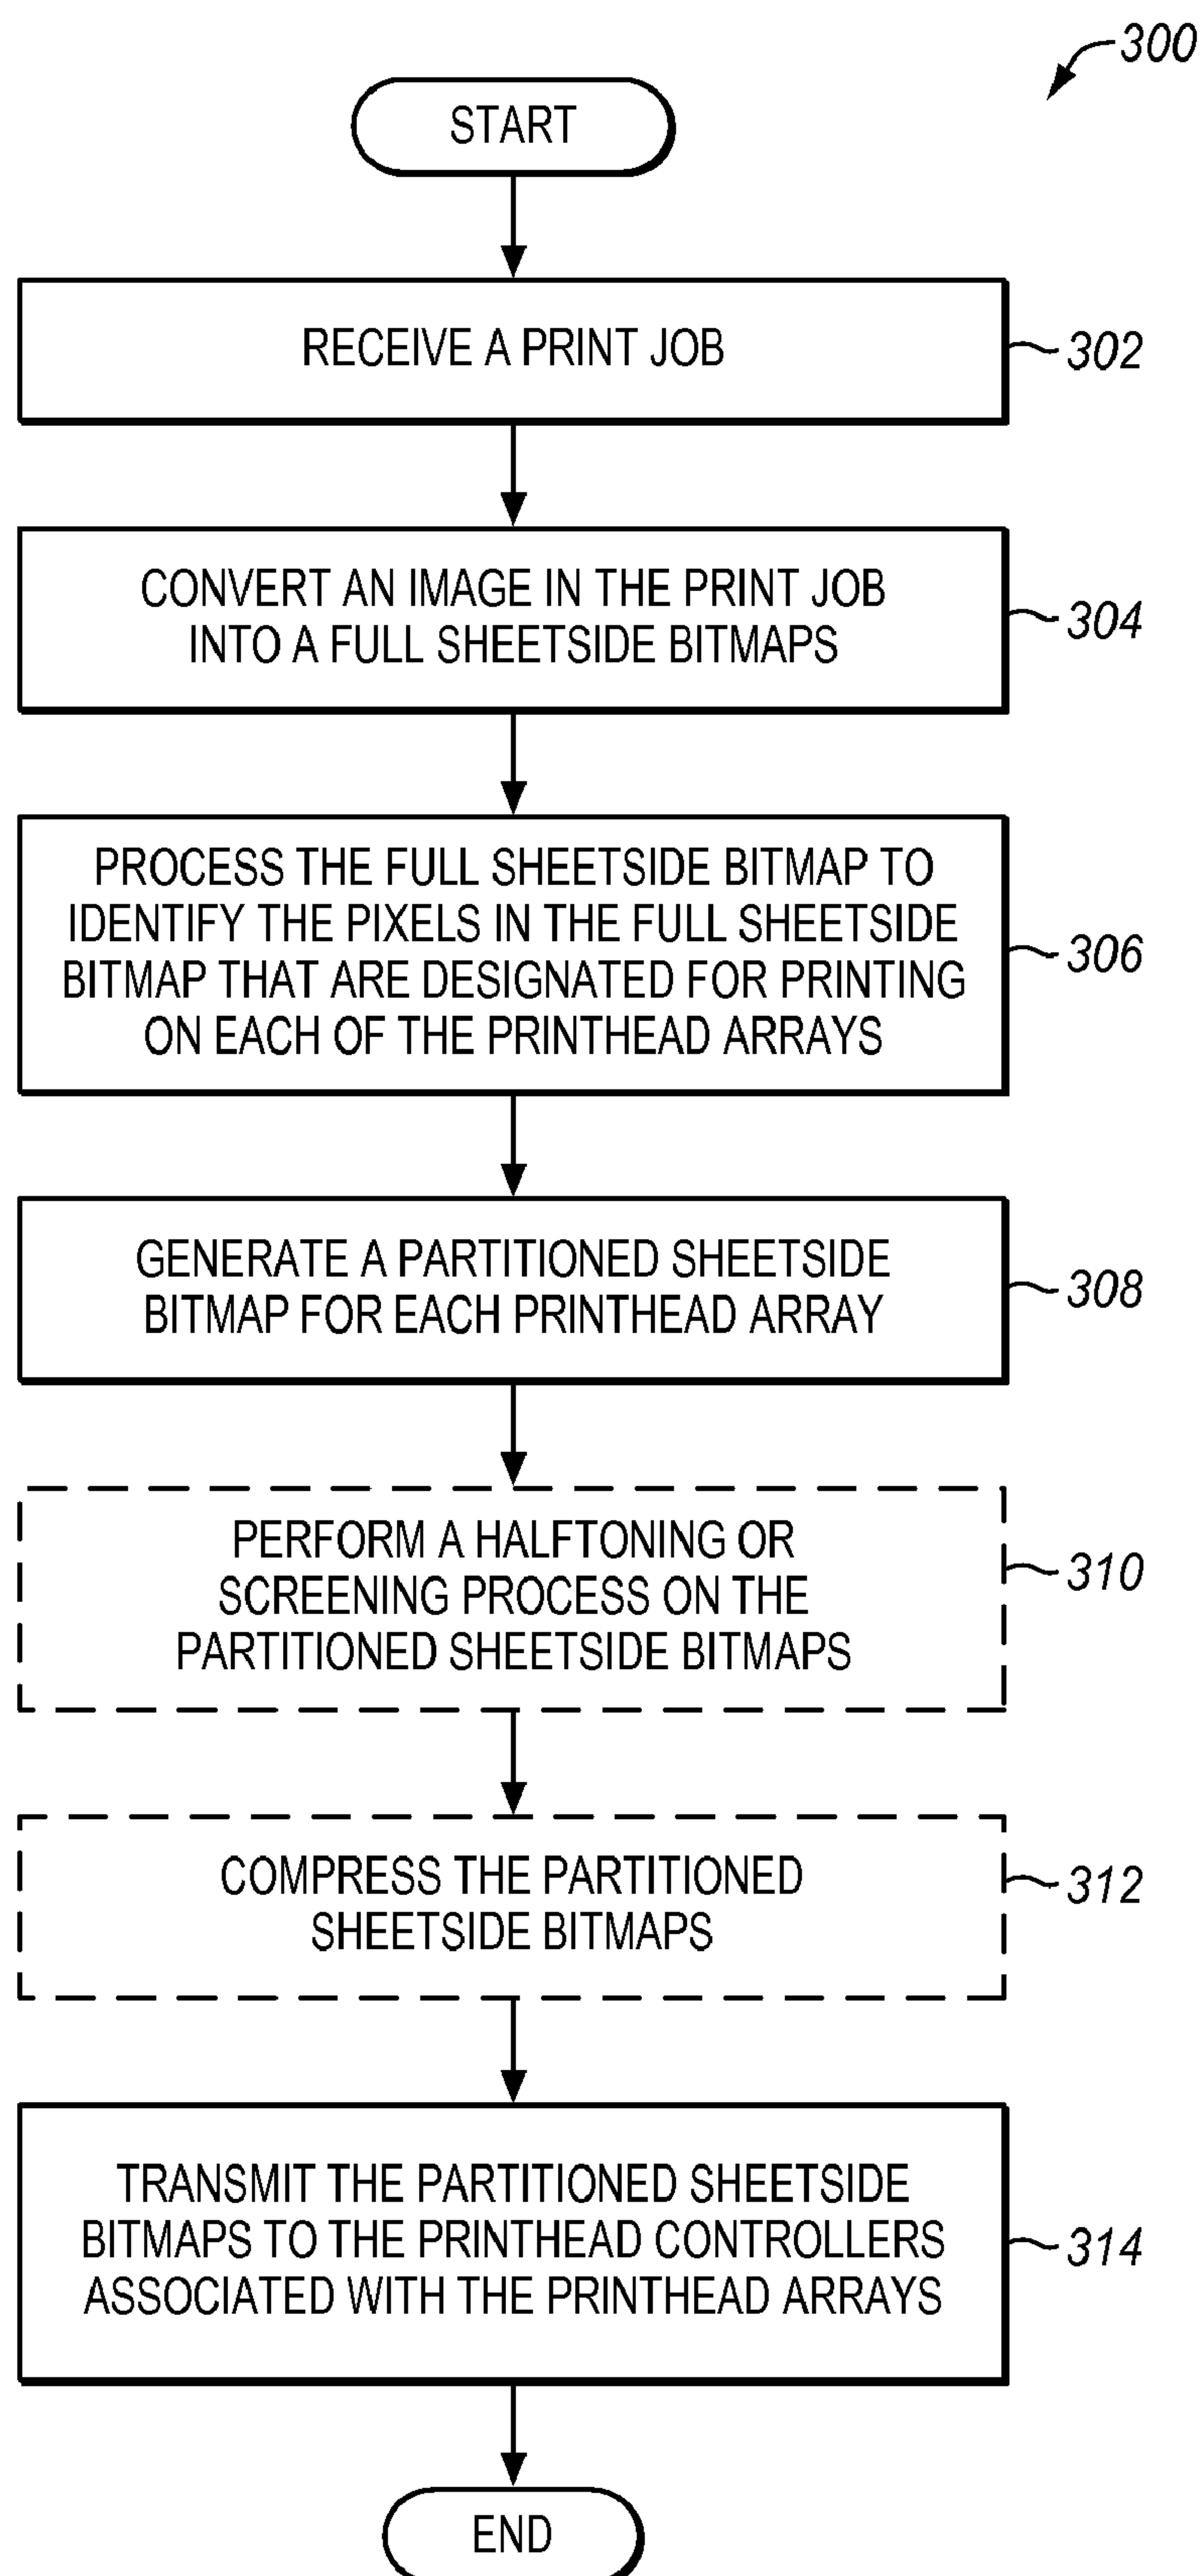 300
START
RECEIVE A PRINT JOB
302
CONVERT AN IMAGE IN THE PRINT JOB
INTO A FULL SHEETSIDE BITMAPS
304
PROCESS THE FULL SHEETSIDE BITMAP TO
IDENTIFY THE PIXELS IN THE FULL SHEETSIDE
BITMAP THAT ARE DESIGNATED FOR PRINTING
ON EACH OF THE PRINTHEAD ARRAYS
306
GENERATE A PARTITIONED SHEETSIDE
BITMAP FOR EACH PRINTHEAD ARRAY
308
PERFORM A HALFTONING OR
SCREENING PROCESS ON THE
PARTITIONED SHEETSIDE BITMAPS
310
COMPRESS THE PARTITIONED
SHEETSIDE BITMAPS
312
TRANSMIT THE PARTITIONED SHEETSIDE
BITMAPS TO THE PRINTHEAD CONTROLLERS
ASSOCIATED WITH THE PRINTHEAD ARRAYS
314
END